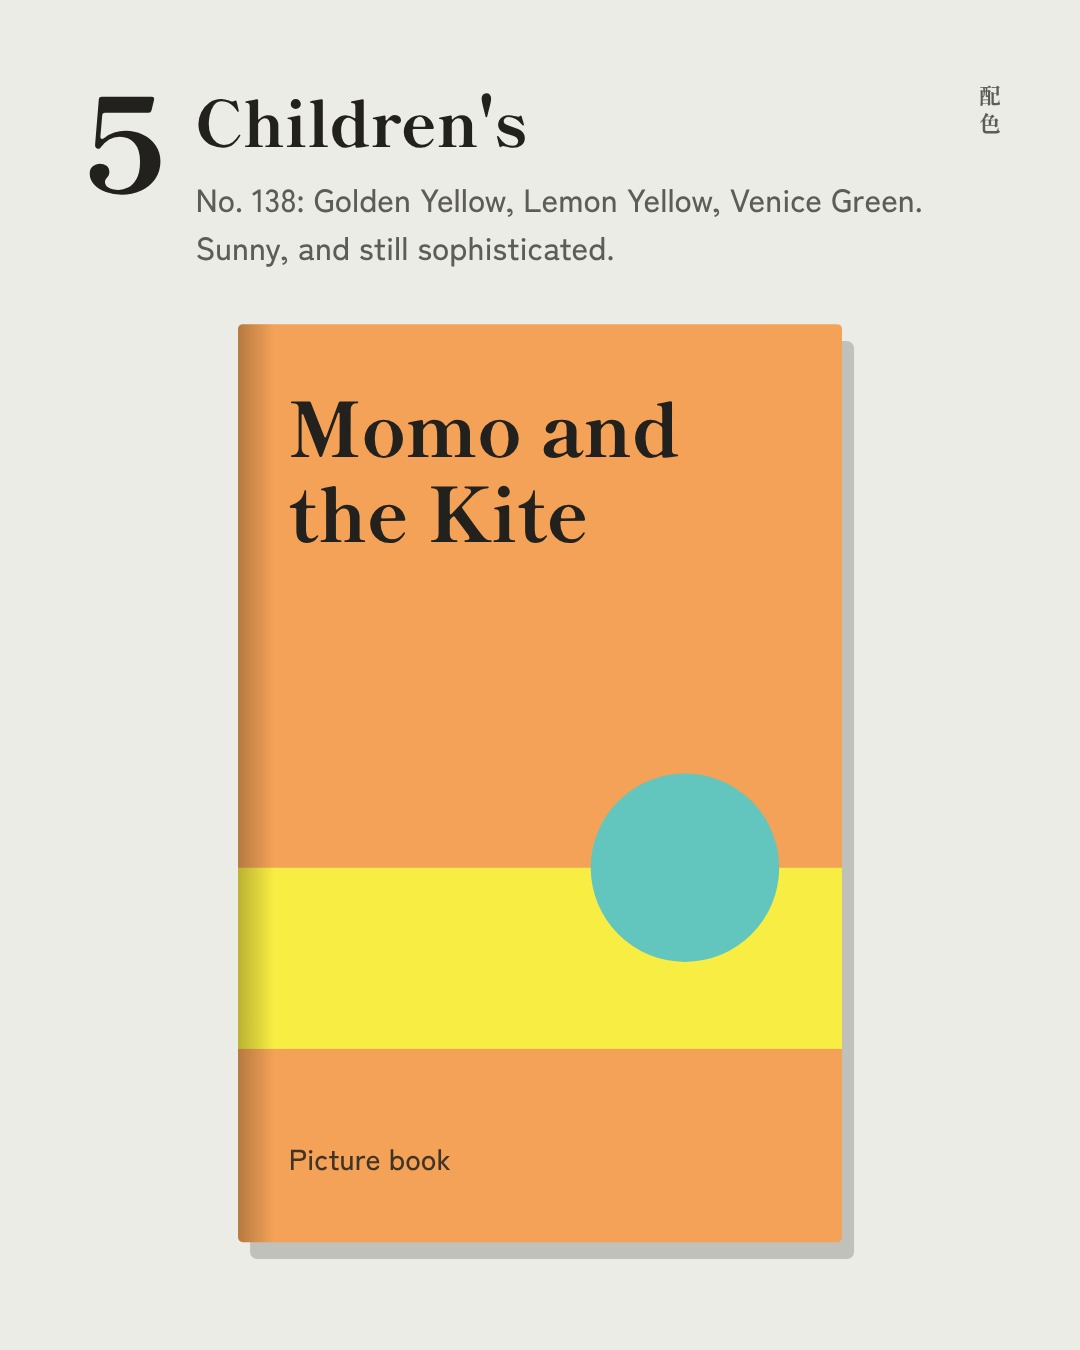 5
Children's
配色
No. 138: Golden Yellow, Lemon Yellow, Venice Green.
Sunny, and still sophisticated.
Momo and
the Kite
Picture book